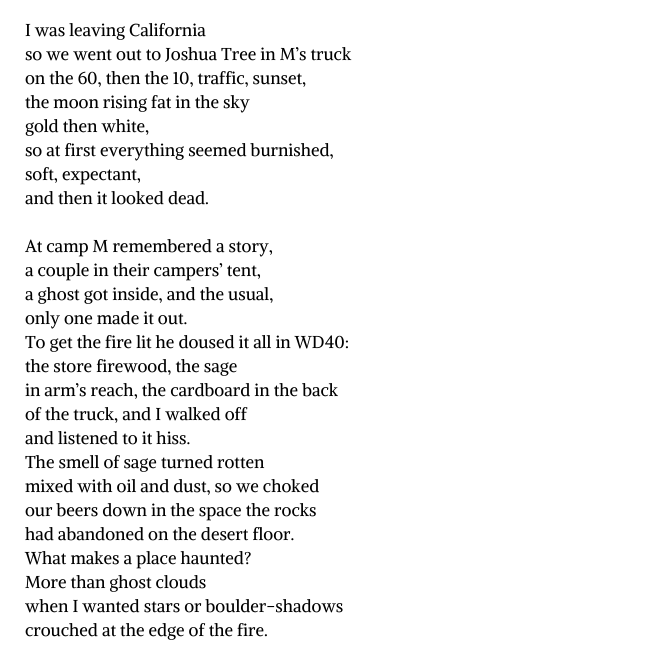 I was leaving California
so we went out to Joshua Tree in M’s truck
on the 60, then the 10, traffic, sunset,
the moon rising fat in the sky
gold then white,
so at first everything seemed burnished,
soft, expectant,
and then it looked dead.

At camp M remembered a story,
a couple in their campers’ tent,
a ghost got inside, and the usual,
only one made it out.
To get the fire lit he doused it all in WD40:
the store firewood, the sage
in arm’s reach, the cardboard in the back
of the truck, and I walked off
and listened to it hiss.
The smell of sage turned rotten
mixed with oil and dust, so we choked
our beers down in the space the rocks
had abandoned on the desert floor.
What makes a place haunted?
More than ghost clouds
when I wanted stars or boulder-shadows
crouched at the edge of the fire.